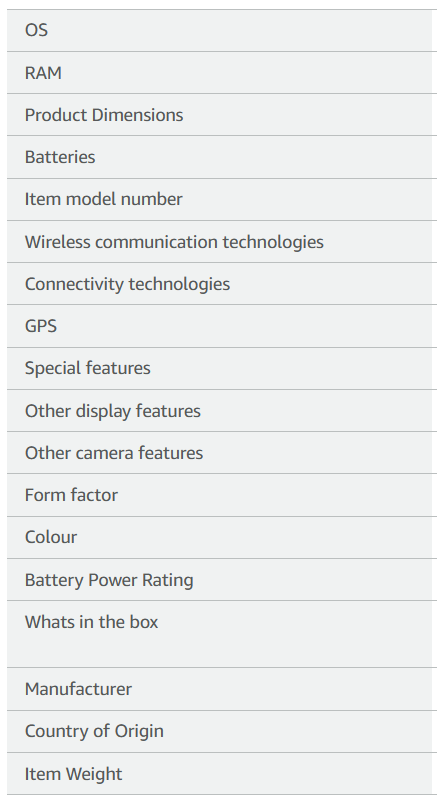 OS
RAM
Product Dimensions
Batteries
Item model number
Wireless communication technologies
Connectivity technologies
GPS
Special features
Other display features
Other camera features
Form factor
Colour
Battery Power Rating
Whats in the box
Manufacturer
Country of Origin
Item Weight